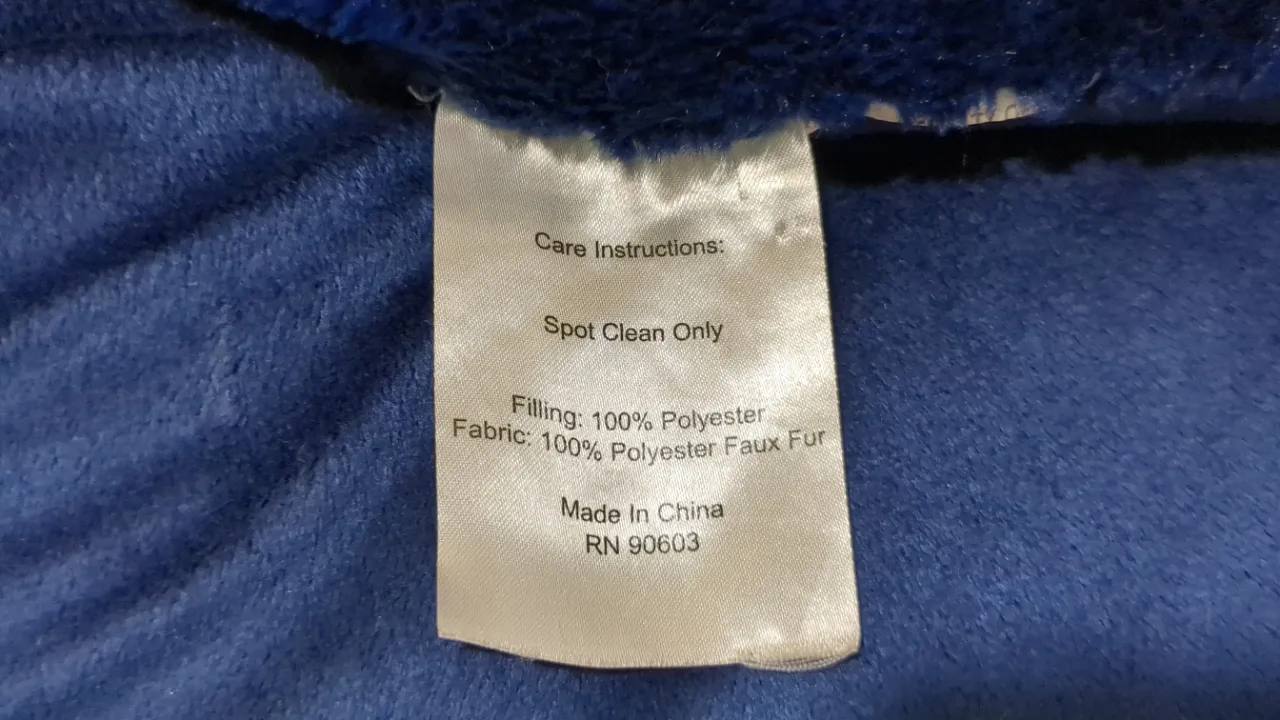 Care Instructions:
Spot Clean Only
Filling: 100% Polyester
Fabric: 100% Polyester Faux Fur
Made In China
RN 90603